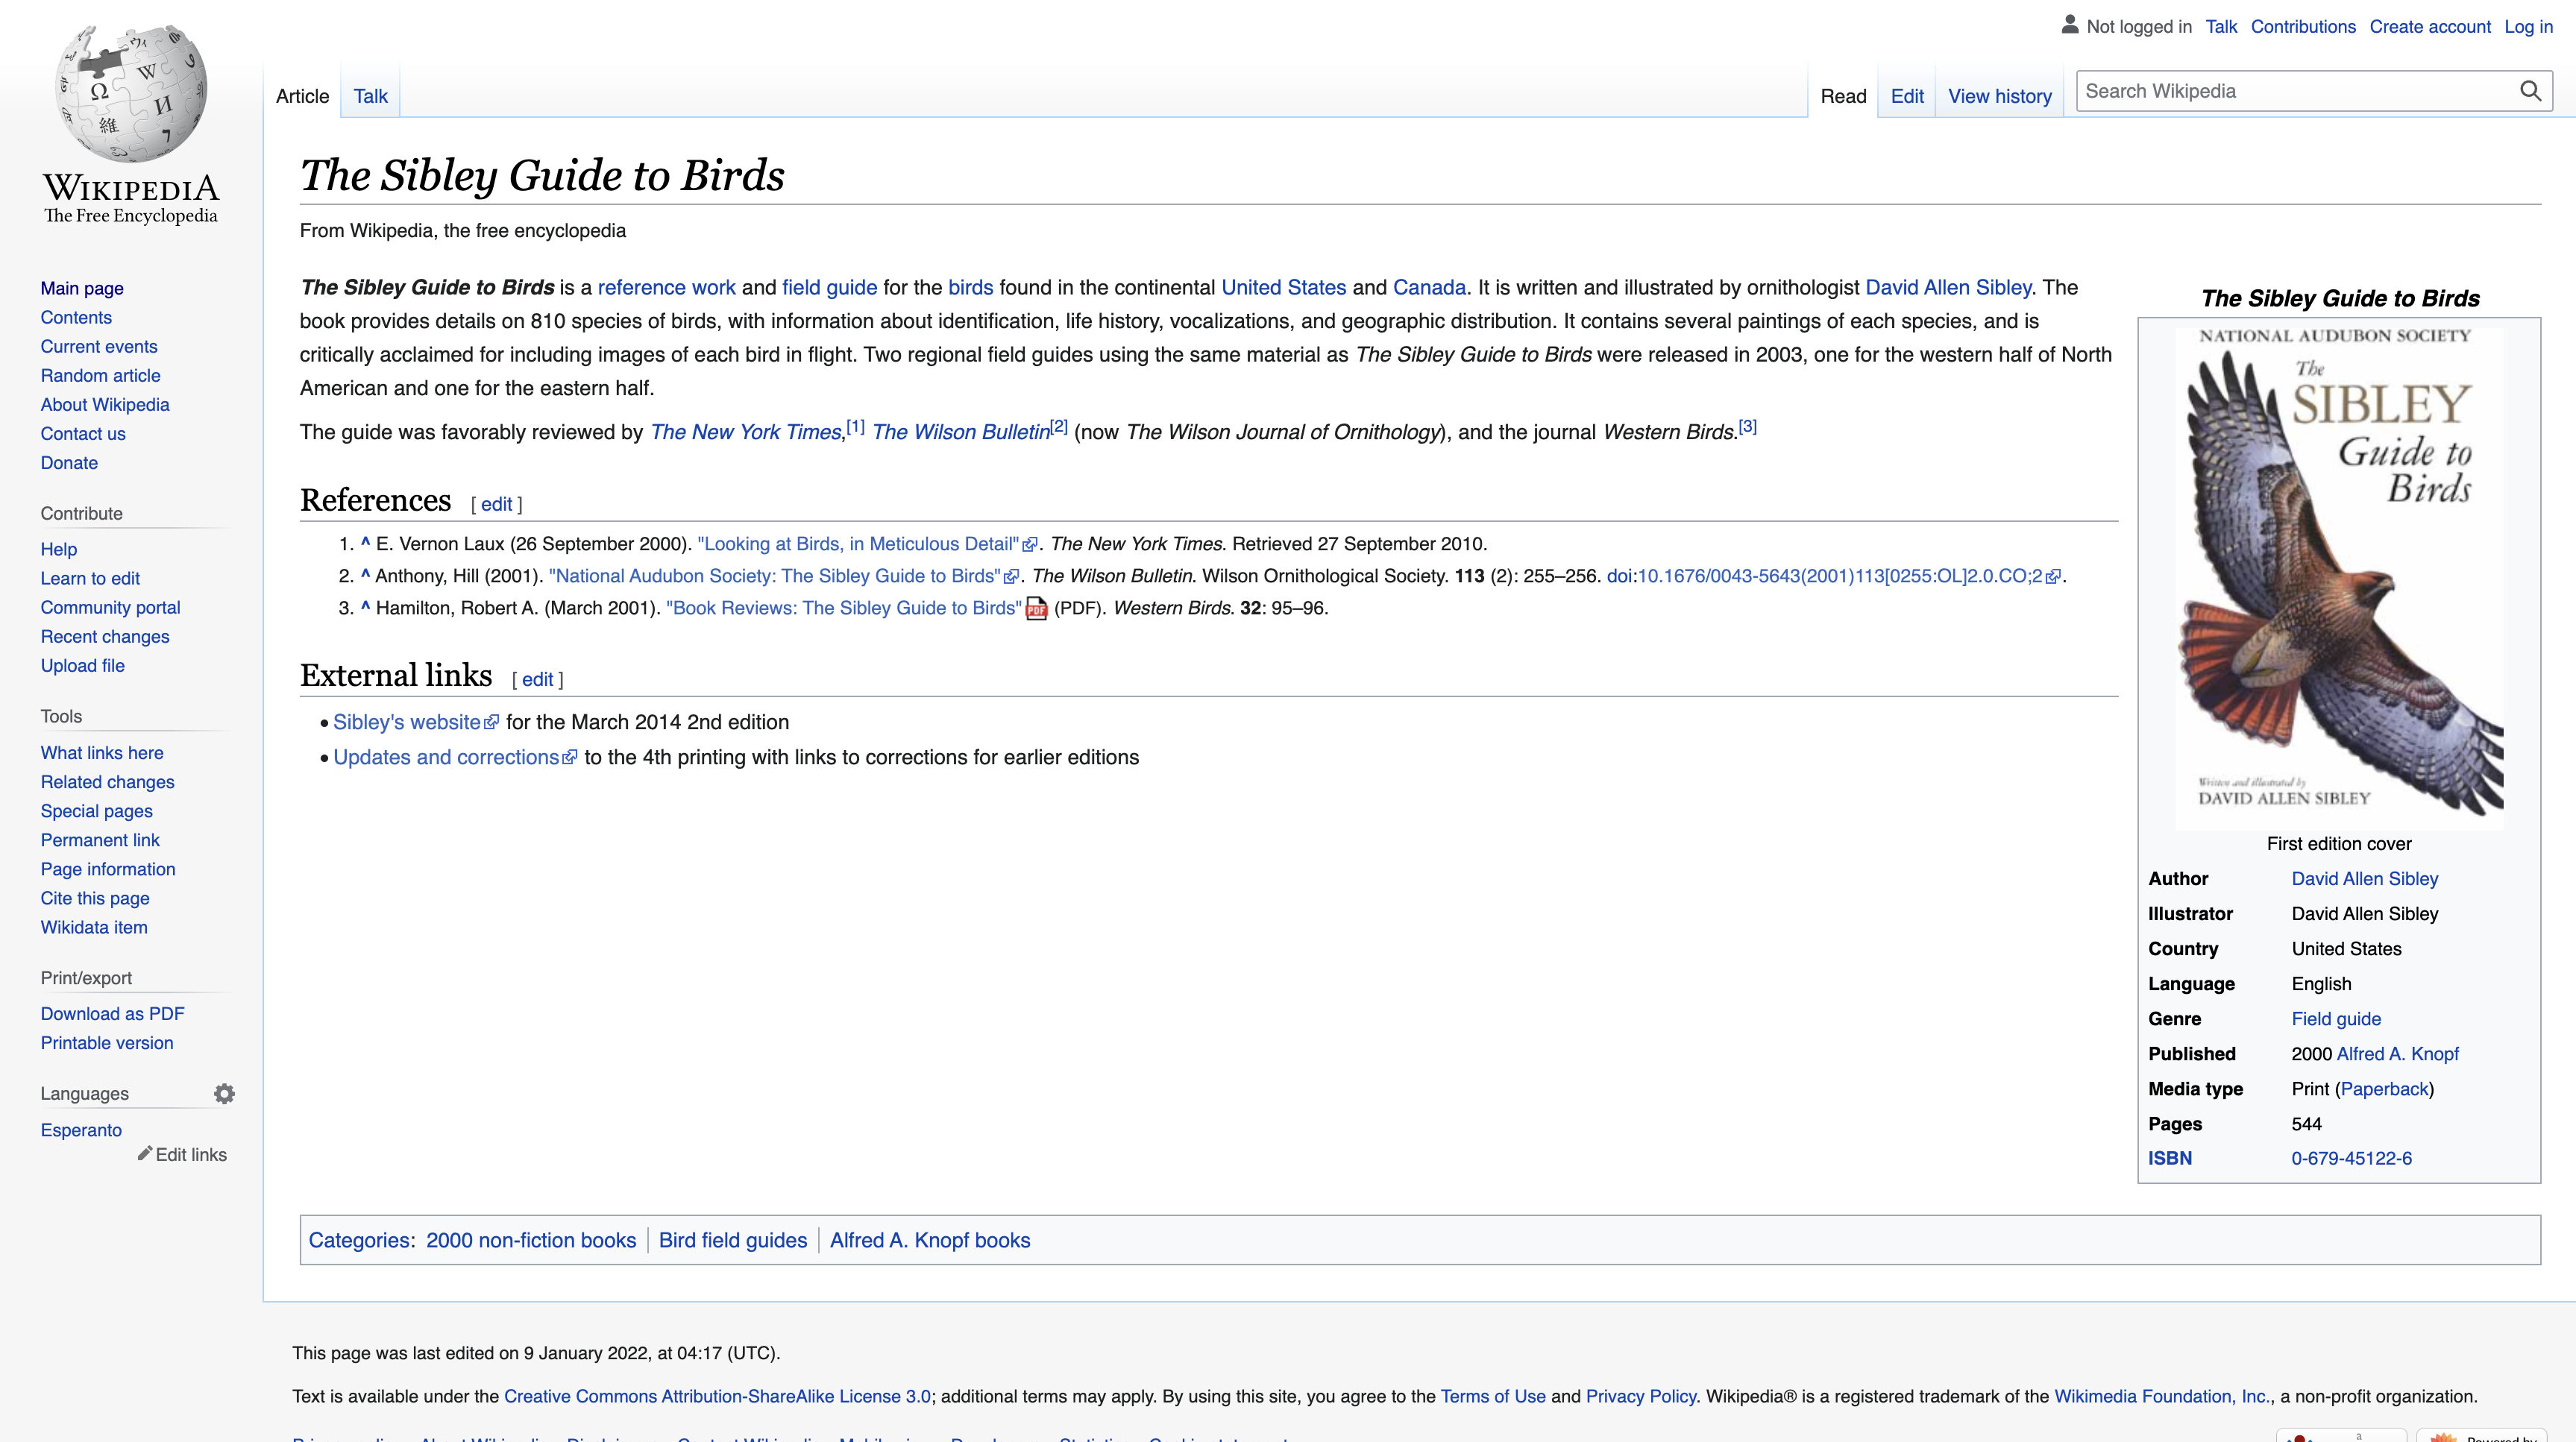 Not logged in Talk Contributions Create account Log in
Article Talk Read Edit View history Search Wikipedia
WIKIPEDIA
The Free Encyclopedia
Main page
Contents
Current events
Random article
About Wikipedia
Contact us
Donate
Contribute
Help
Learn to edit
Community portal
Recent changes
Upload file
Tools
What links here
Related changes
Special pages
Permanent link
Page information
Cite this page
Wikidata item
Print/export
Download as PDF
Printable version
Languages
Esperanto
Edit links
The Sibley Guide to Birds
From Wikipedia, the free encyclopedia
The Sibley Guide to Birds is a reference work and field guide for the birds found in the continental United States and Canada. It is written and illustrated by ornithologist David Allen Sibley. The
book provides details on 810 species of birds, with information about identification, life history, vocalizations, and geographic distribution. It contains several paintings of each species, and is
critically acclaimed for including images of each bird in flight. Two regional field guides using the same material as The Sibley Guide to Birds were released in 2003, one for the western half of North
American and one for the eastern half.
The guide was favorably reviewed by The New York Times,[1] The Wilson Bulletin[2] (now The Wilson Journal of Ornithology), and the journal Western Birds.[3]
References [ edit ]
1. ^ E. Vernon Laux (26 September 2000). "Looking at Birds, in Meticulous Detail". The New York Times. Retrieved 27 September 2010.
2. ^ Anthony, Hill (2001). "National Audubon Society: The Sibley Guide to Birds". The Wilson Bulletin. Wilson Ornithological Society. 113 (2): 255–256. doi:10.1676/0043-5643(2001)113[0255:OL]2.0.CO;2.
3. ^ Hamilton, Robert A. (March 2001). "Book Reviews: The Sibley Guide to Birds" (PDF). Western Birds. 32: 95–96.
External links [ edit ]
• Sibley's website for the March 2014 2nd edition
• Updates and corrections to the 4th printing with links to corrections for earlier editions
The Sibley Guide to Birds
NATIONAL AUDUBON SOCIETY
The
SIBLEY
Guide to
Birds
Written and illustrated by
DAVID ALLEN SIBLEY
First edition cover
Author David Allen Sibley
Illustrator David Allen Sibley
Country United States
Language English
Genre Field guide
Published 2000 Alfred A. Knopf
Media type Print (Paperback)
Pages 544
ISBN 0-679-45122-6
Categories: 2000 non-fiction books | Bird field guides | Alfred A. Knopf books
This page was last edited on 9 January 2022, at 04:17 (UTC).
Text is available under the Creative Commons Attribution-ShareAlike License 3.0; additional terms may apply. By using this site, you agree to the Terms of Use and Privacy Policy. Wikipedia® is a registered trademark of the Wikimedia Foundation, Inc., a non-profit organization.